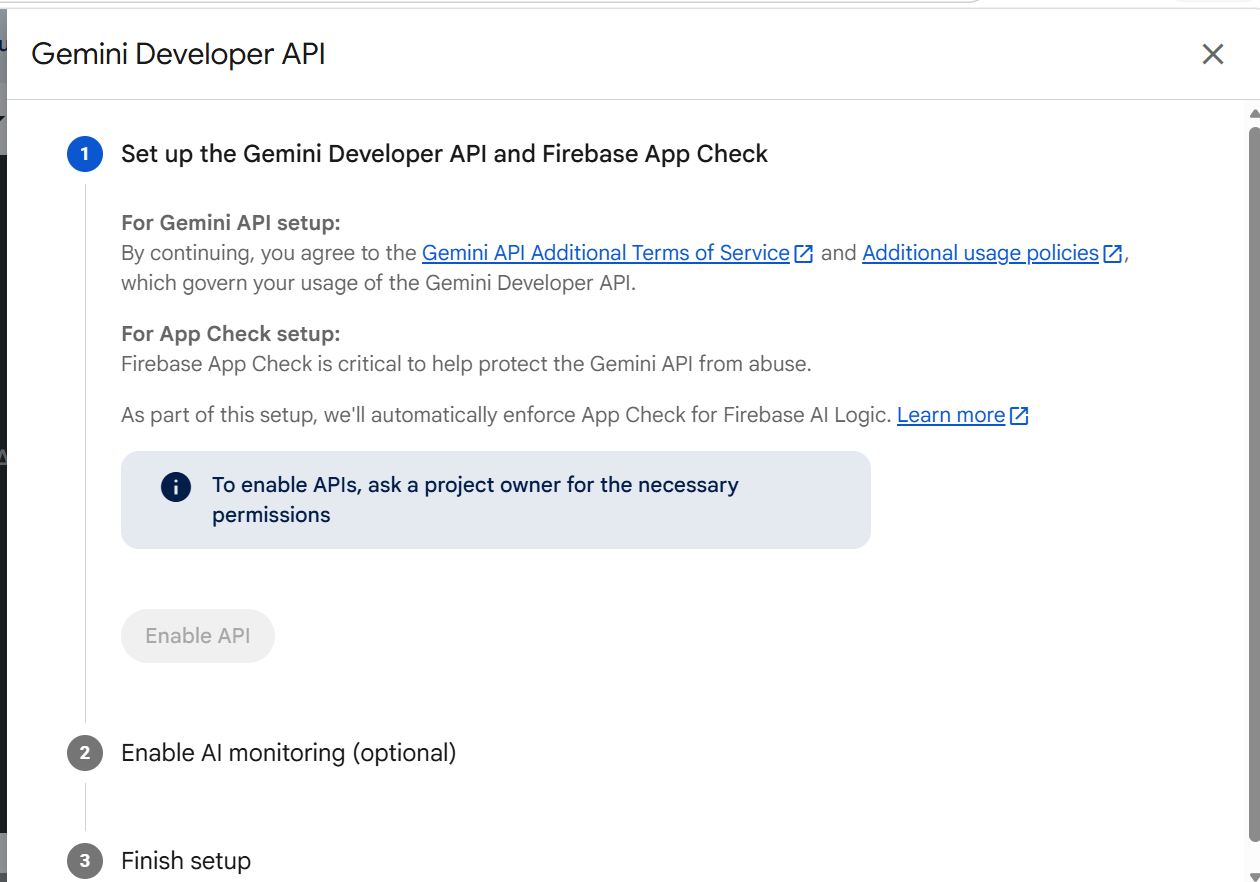 Gemini Developer API
1 Set up the Gemini Developer API and Firebase App Check
For Gemini API setup:
By continuing, you agree to the Gemini API Additional Terms of Service and Additional usage policies,
which govern your usage of the Gemini Developer API.
For App Check setup:
Firebase App Check is critical to help protect the Gemini API from abuse.
As part of this setup, we'll automatically enforce App Check for Firebase AI Logic. Learn more
To enable APIs, ask a project owner for the necessary
permissions
Enable API
2 Enable AI monitoring (optional)
3 Finish setup